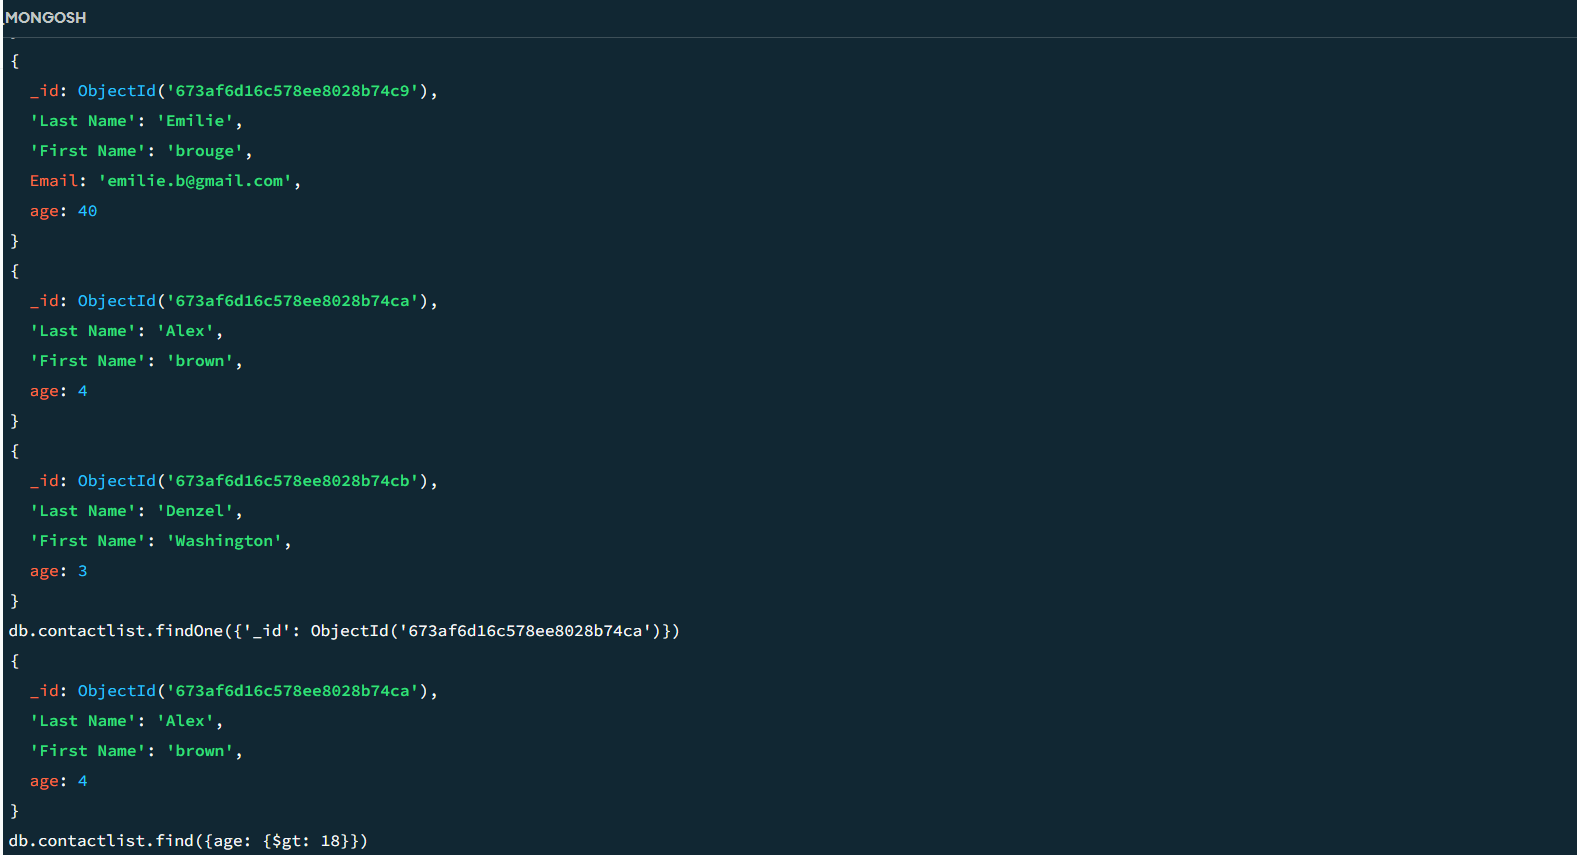 MONGOSH
}
{
_id: ObjectId('673af6d16c578ee8028b74c9'),
'Last Name': 'Emilie',
'First Name': 'brouge',
Email: 'emilie.b@gmail.com',
age: 40
}
{
_id: ObjectId('673af6d16c578ee8028b74ca'),
'Last Name': 'Alex',
'First Name': 'brown',
age: 4
}
{
_id: ObjectId('673af6d16c578ee8028b74cb'),
'Last Name': 'Denzel',
'First Name': 'Washington',
age: 3
}
db.contactlist.findOne({'_id': ObjectId('673af6d16c578ee8028b74ca')})
{
_id: ObjectId('673af6d16c578ee8028b74ca'),
'Last Name': 'Alex',
'First Name': 'brown',
age: 4
}
db.contactlist.find({age: {$gt: 18}})